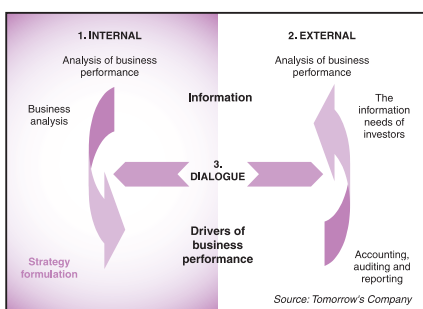 1. INTERNAL
Analysis of business
performance
Business
analysis
Strategy
formulation
Information
3.
DIALOGUE
Drivers of
business
performance
2. EXTERNAL
Analysis of business
performance
The
information
needs of
investors
Accounting,
auditing and
reporting
Source: Tomorrow's Company